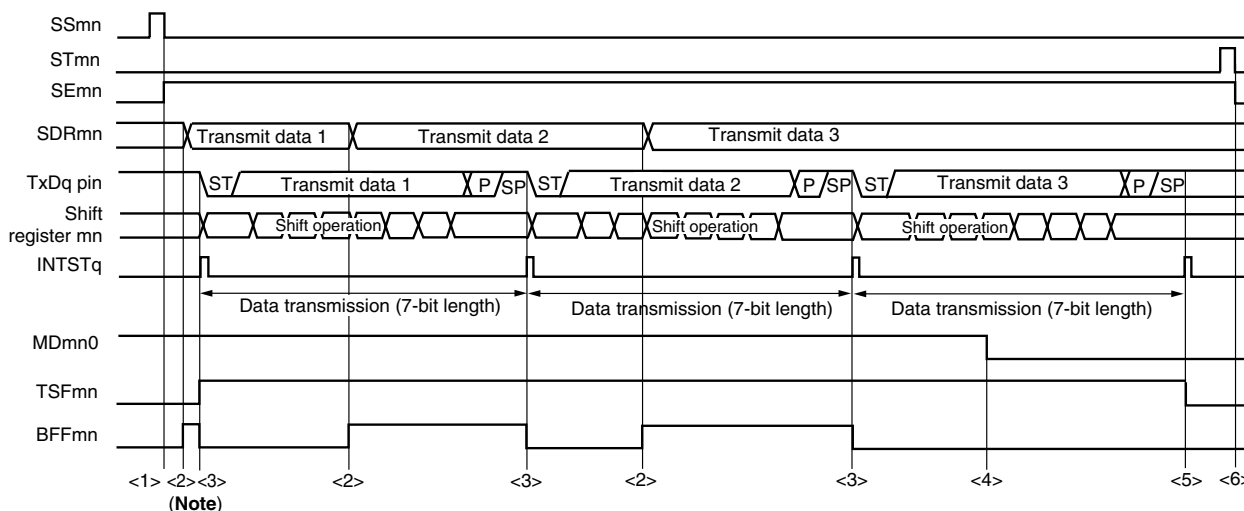 SSmn
STmn
SEmn
SDRmn Transmit data 1 Transmit data 2 Transmit data 3
TxDq pin ST Transmit data 1 P SP ST Transmit data 2 P SP ST Transmit data 3 P SP
Shift
register mn Shift operation Shift operation Shift operation
INTSTq
Data transmission (7-bit length) Data transmission (7-bit length) Data transmission (7-bit length)
MDmn0
TSFmn
BFFmn
<1> <2> <3> <2> <3> <2> <3> <4> <5> <6>
(Note)